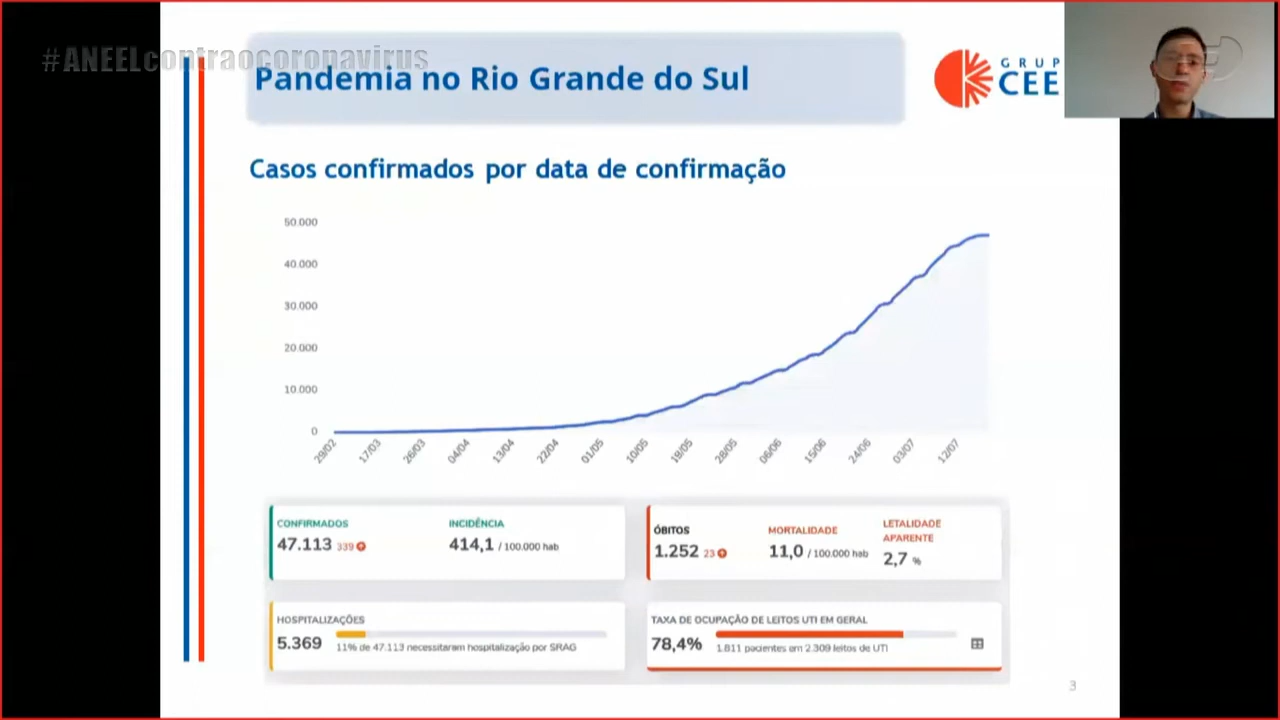 #ANEELcontraocoronavirus
Pandemia no Rio Grande do Sul
GRUP
CEE
Casos confirmados por data de confirmação
50.000
40.000
30.000
20.000
10.000
0
29/02
17/03
26/03
04/04
13/04
22/04
01/05
10/05
19/05
28/05
06/06
15/06
24/06
03/07
12/07
CONFIRMADOS
47.113 339
INCIDÊNCIA
414,1 / 100.000 hab
ÓBITOS
1.252 23
MORTALIDADE
11,0 / 100.000 hab
LETALIDADE
APARENTE
2,7 %
HOSPITALIZAÇÕES
5.369
11% de 47.113 necessitaram hospitalização por SRAG
TAXA DE OCUPAÇÃO DE LEITOS UTI EM GERAL
78,4%
1.811 pacientes em 2.309 leitos de UTI
3